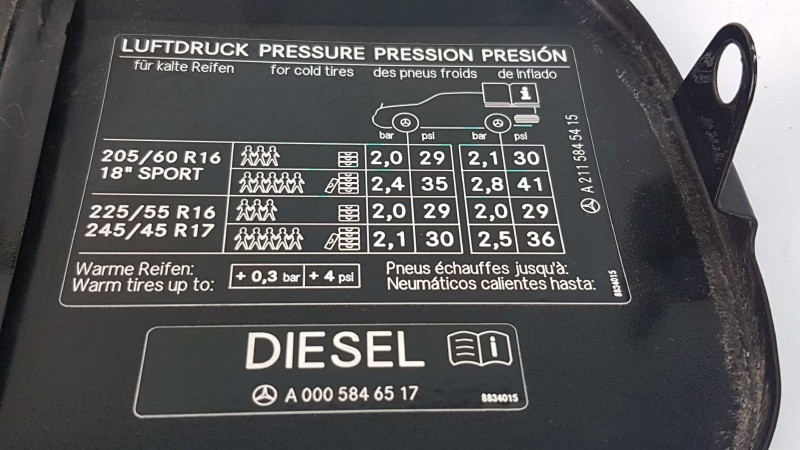 LUFTDRUCK PRESSURE PRESSION PRESIÓN
für kalte Reifen for cold tires des pneus froids de Inflado
i
bar psi bar psi
205/60 R16 2,0 29 2,1 30
18" SPORT 2,4 35 2,8 41
225/55 R16 2,0 29 2,0 29
245/45 R17 2,1 30 2,5 36
Warme Reifen: + 0,3 bar + 4 psi Pneus échauffes jusqu'à:
Warm tires up to: Neumáticos calientes hasta:
A 211 584 54 15
8834015
DIESEL i
A 000 584 65 17
8834015